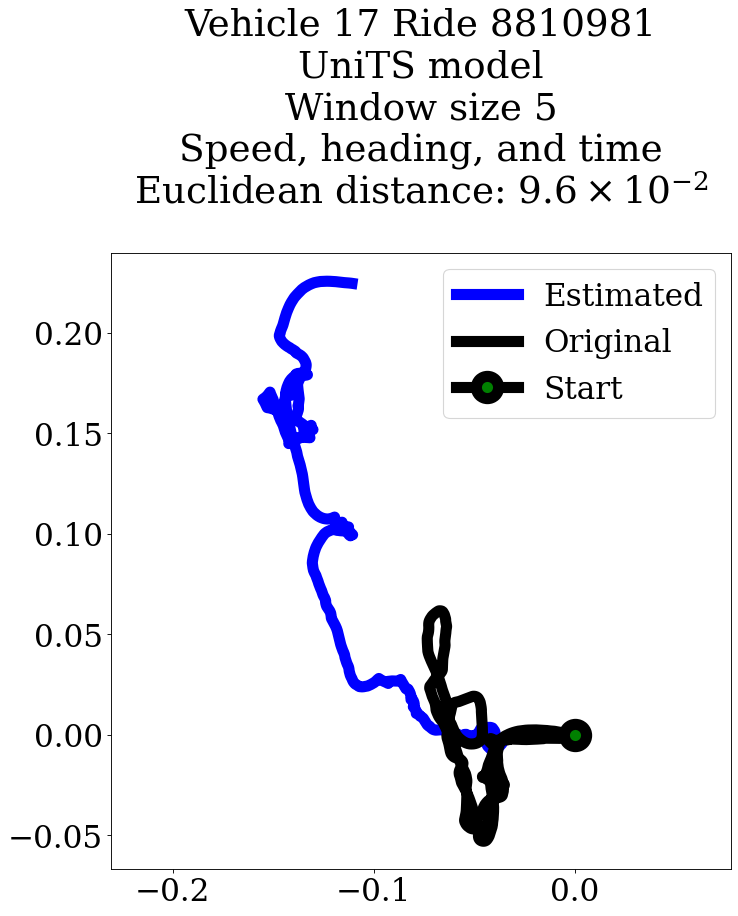 Vehicle 17 Ride 8810981
UniTS model
Window size 5
Speed, heading, and time
Euclidean distance: 9.6 × 10⁻²
Estimated
Original
Start
0.20
0.15
0.10
0.05
0.00
−0.05
−0.2
−0.1
0.0